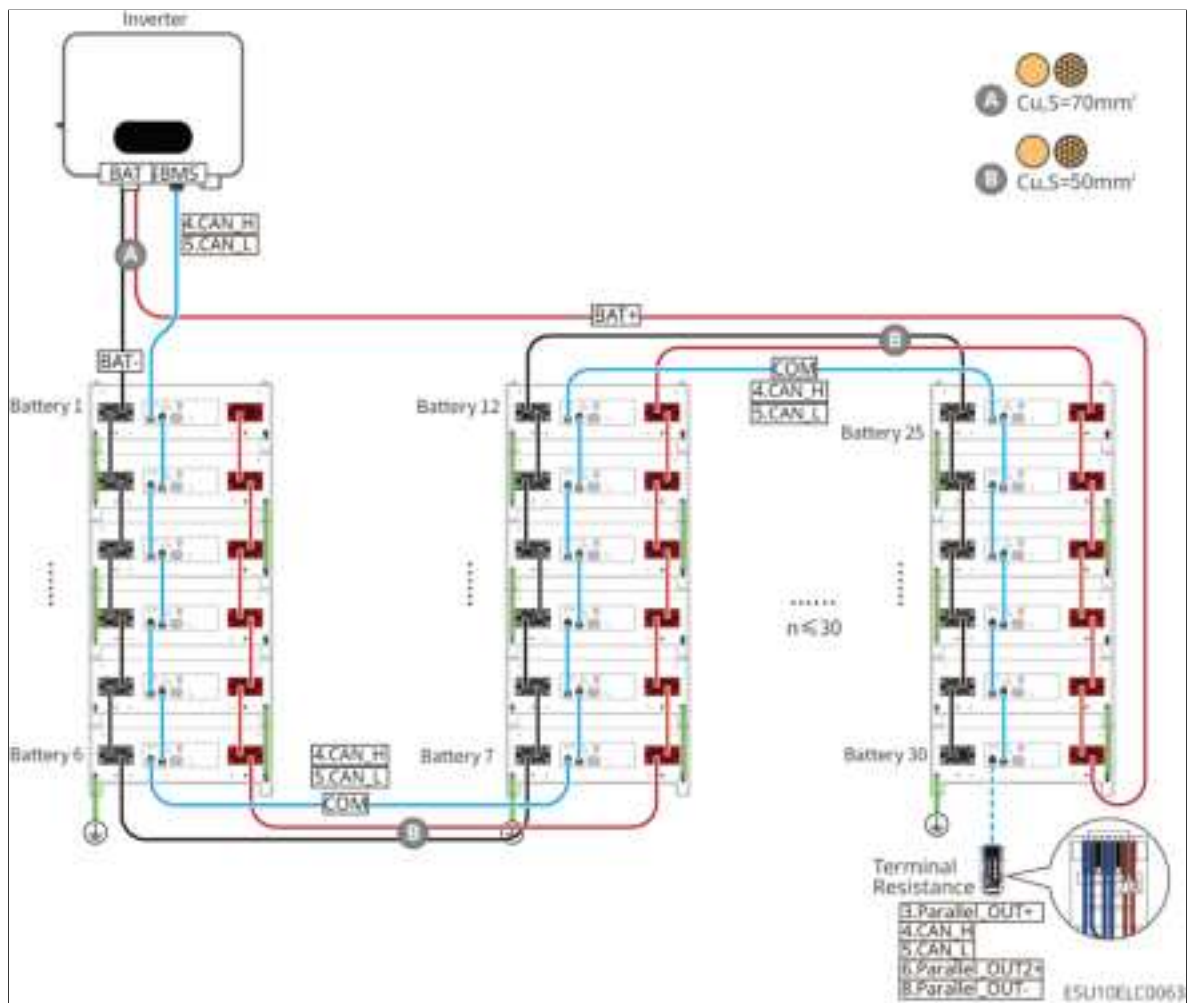 Inverter
BAT
BMS
A
Cu,S=70mm²
B
Cu,S=50mm²
4.CAN_H
5.CAN_L
A
BAT+
BAT-
B
COM
4.CAN_H
5.CAN_L
Battery 1
Battery 12
Battery 25
......
......
......
......
n≤30
Battery 6
4.CAN_H
5.CAN_L
COM
B
Battery 7
Battery 30
Terminal
Resistance
3.Parallel_OUT+
4.CAN_H
5.CAN_L
6.Parallel_OUT2+
8.Parallel_OUT-
ESU10ELC0063